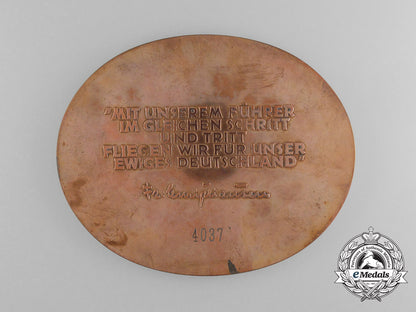 "MIT UNSEREM FÜHRER
IM GLEICHEN SCHRITT
UND TRITT
FLIEGEN WIR FÜR UNSER
EWIGES DEUTSCHLAND"
4037
eMedals